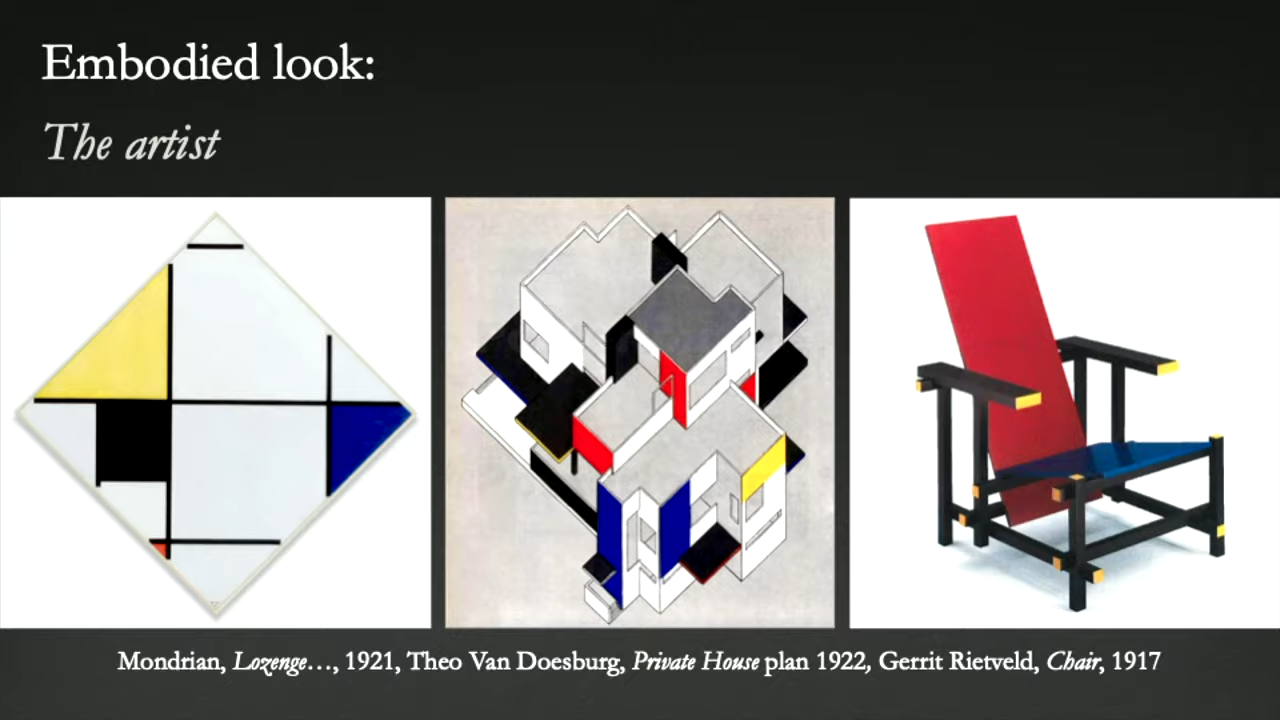 Embodied look:
The artist
Mondrian, Lozenge…, 1921, Theo Van Doesburg, Private House plan 1922, Gerrit Rietveld, Chair, 1917